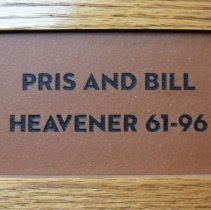 PRIS AND BILL
HEAVENER 61-96